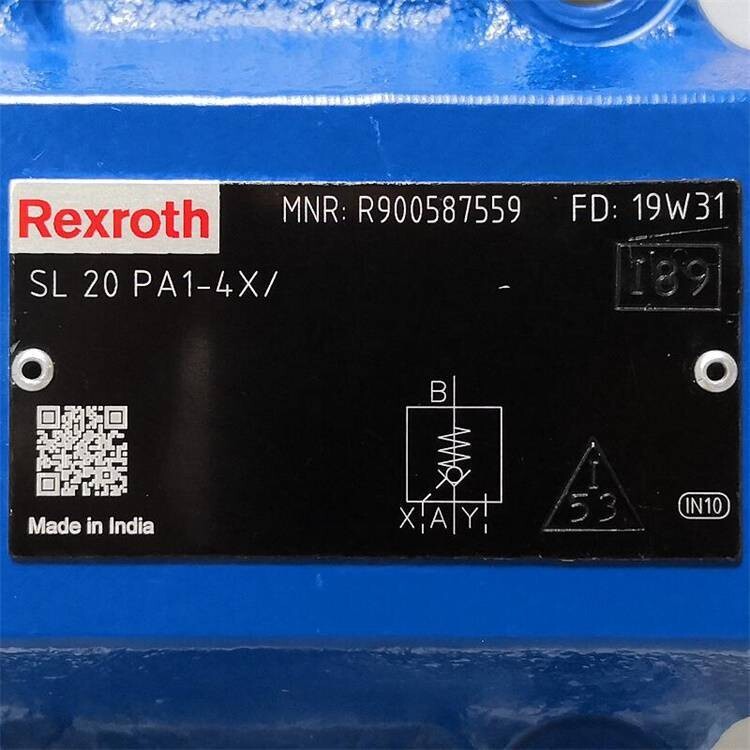 Rexroth
MNR: R900587559 FD: 19W31
SL 20 PA1-4X/ -
189
B
X A Y
I
53
IN10
Made in India